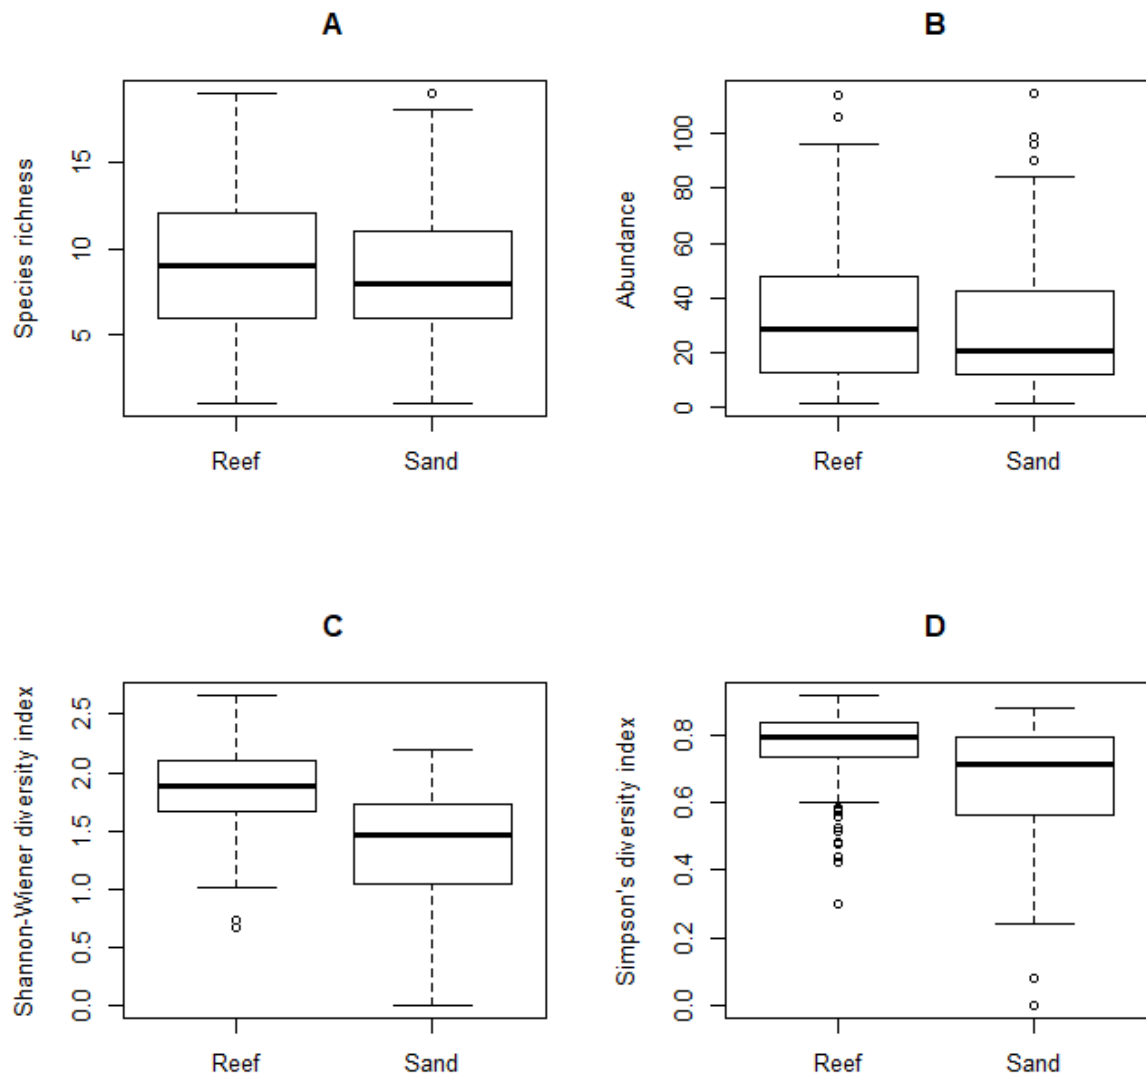 A
Species richness
15
10
5
Reef Sand
B
Abundance
100
80
60
40
20
0
Reef Sand
C
Shannon-Wiener diversity index
2.5
2.0
1.5
1.0
0.5
0.0
Reef Sand
D
Simpson's diversity index
0.8
0.6
0.4
0.2
0.0
Reef Sand